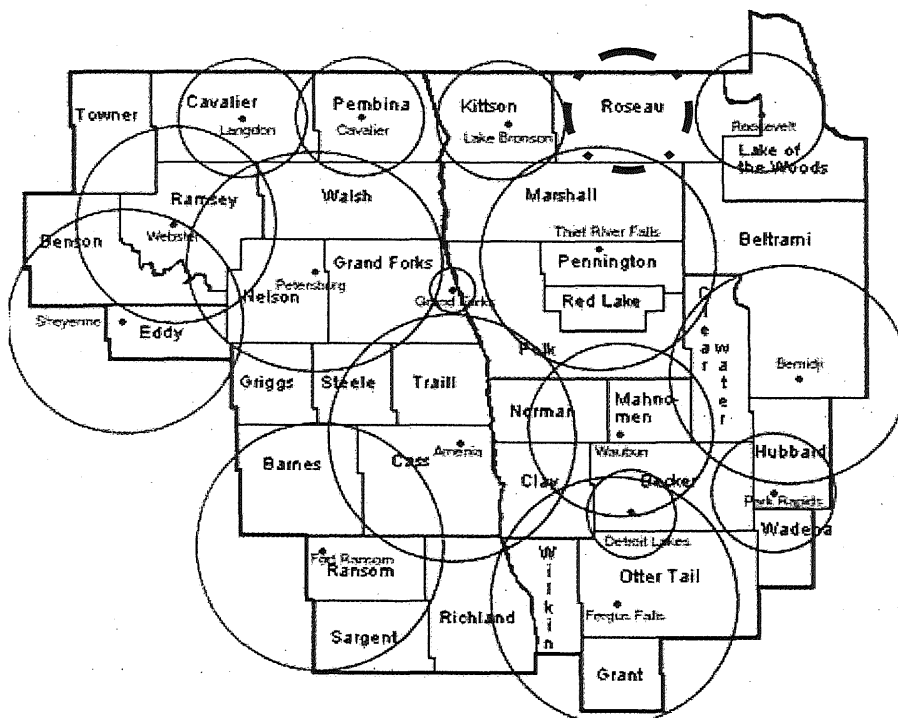 Towner
Cavalier
Langdon
Pembina
Cavalier
Kittson
Lake Bronson
Roseau
Roosevelt
Lake of
the Woods
Ramsey
Webster
Walsh
Marshall
Thief River Falls
Benson
Beltrami
Grand Forks
Pennington
Petersburg
Nelson
Grand Forks
Red Lake
Sheyenne
Eddy
Polk
Clear
water
Bemidji
Griggs
Steele
Traill
Norman
Mahno-
men
Waubun
Barnes
Cass
Amenia
Clay
Becker
Hubbard
Park Rapids
Wadena
Detroit Lakes
Fort Ransom
Ransom
Wilkin
Otter Tail
Fergus Falls
Richland
Sargent
Grant